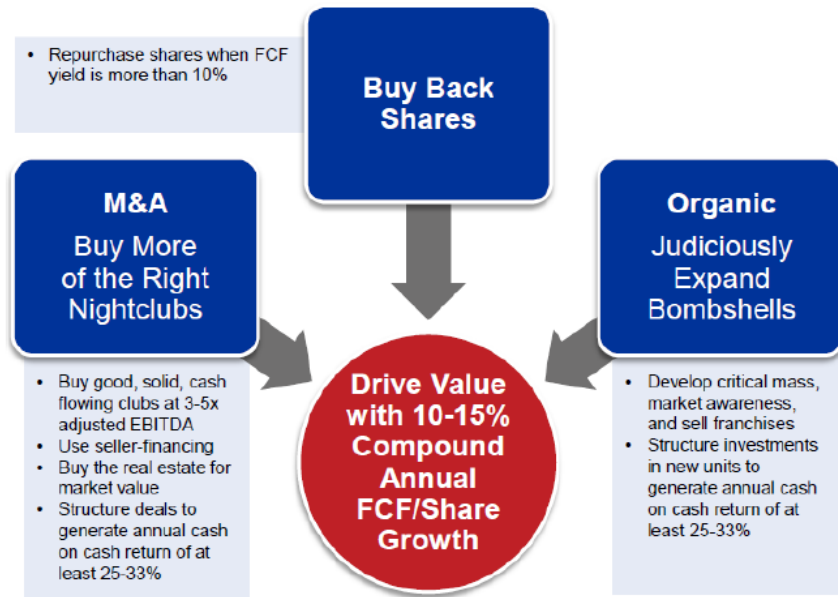 • Repurchase shares when FCF
yield is more than 10%
Buy Back
Shares
M&A
Buy More
of the Right
Nightclubs
• Buy good, solid, cash
flowing clubs at 3-5x
adjusted EBITDA
• Use seller-financing
• Buy the real estate for
market value
• Structure deals to
generate annual cash
on cash return of at
least 25-33%
Organic
Judiciously
Expand
Bombshells
• Develop critical mass,
market awareness,
and sell franchises
• Structure investments
in new units to
generate annual cash
on cash return of at
least 25-33%
Drive Value
with 10-15%
Compound
Annual
FCF/Share
Growth